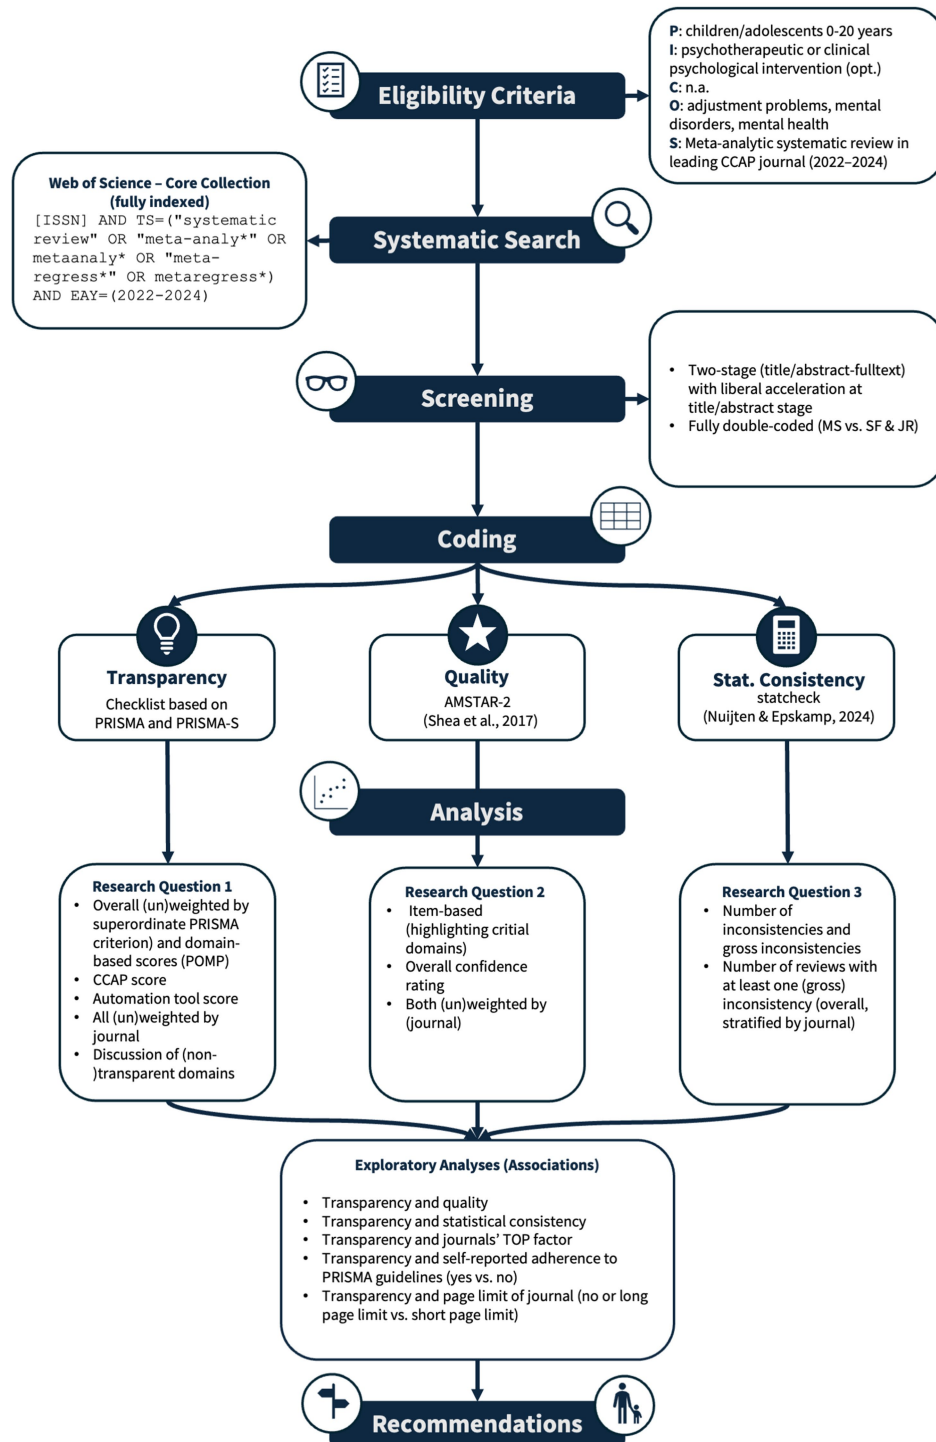 Eligibility Criteria
P: children/adolescents 0-20 years
I: psychotherapeutic or clinical
psychological intervention (opt.)
C: n.a.
O: adjustment problems, mental
disorders, mental health
S: Meta-analytic systematic review in
leading CCAP journal (2022–2024)
Web of Science – Core Collection
(fully indexed)
[ISSN] AND TS=("systematic
review" OR "meta-analy*" OR
metaanaly* OR "meta-
regress*" OR metaregress*)
AND EAY=(2022-2024)
Systematic Search
Screening
• Two-stage (title/abstract-fulltext)
with liberal acceleration at
title/abstract stage
• Fully double-coded (MS vs. SF & JR)
Coding
Transparency
Checklist based on
PRISMA and PRISMA-S
Quality
AMSTAR-2
(Shea et al., 2017)
Stat. Consistency
statcheck
(Nuijten & Epskamp, 2024)
Analysis
Research Question 1
• Overall (un)weighted by
superordinate PRISMA
criterion) and domain-
based scores (POMP)
• CCAP score
• Automation tool score
• All (un)weighted by
journal
• Discussion of (non-
)transparent domains
Research Question 2
• Item-based
(highlighting critial
domains)
• Overall confidence
rating
• Both (un)weighted by
(journal)
Research Question 3
• Number of
inconsistencies and
gross inconsistencies
• Number of reviews with
at least one (gross)
inconsistency (overall,
stratified by journal)
Exploratory Analyses (Associations)
• Transparency and quality
• Transparency and statistical consistency
• Transparency and journals’ TOP factor
• Transparency and self-reported adherence to
PRISMA guidelines (yes vs. no)
• Transparency and page limit of journal (no or long
page limit vs. short page limit)
Recommendations